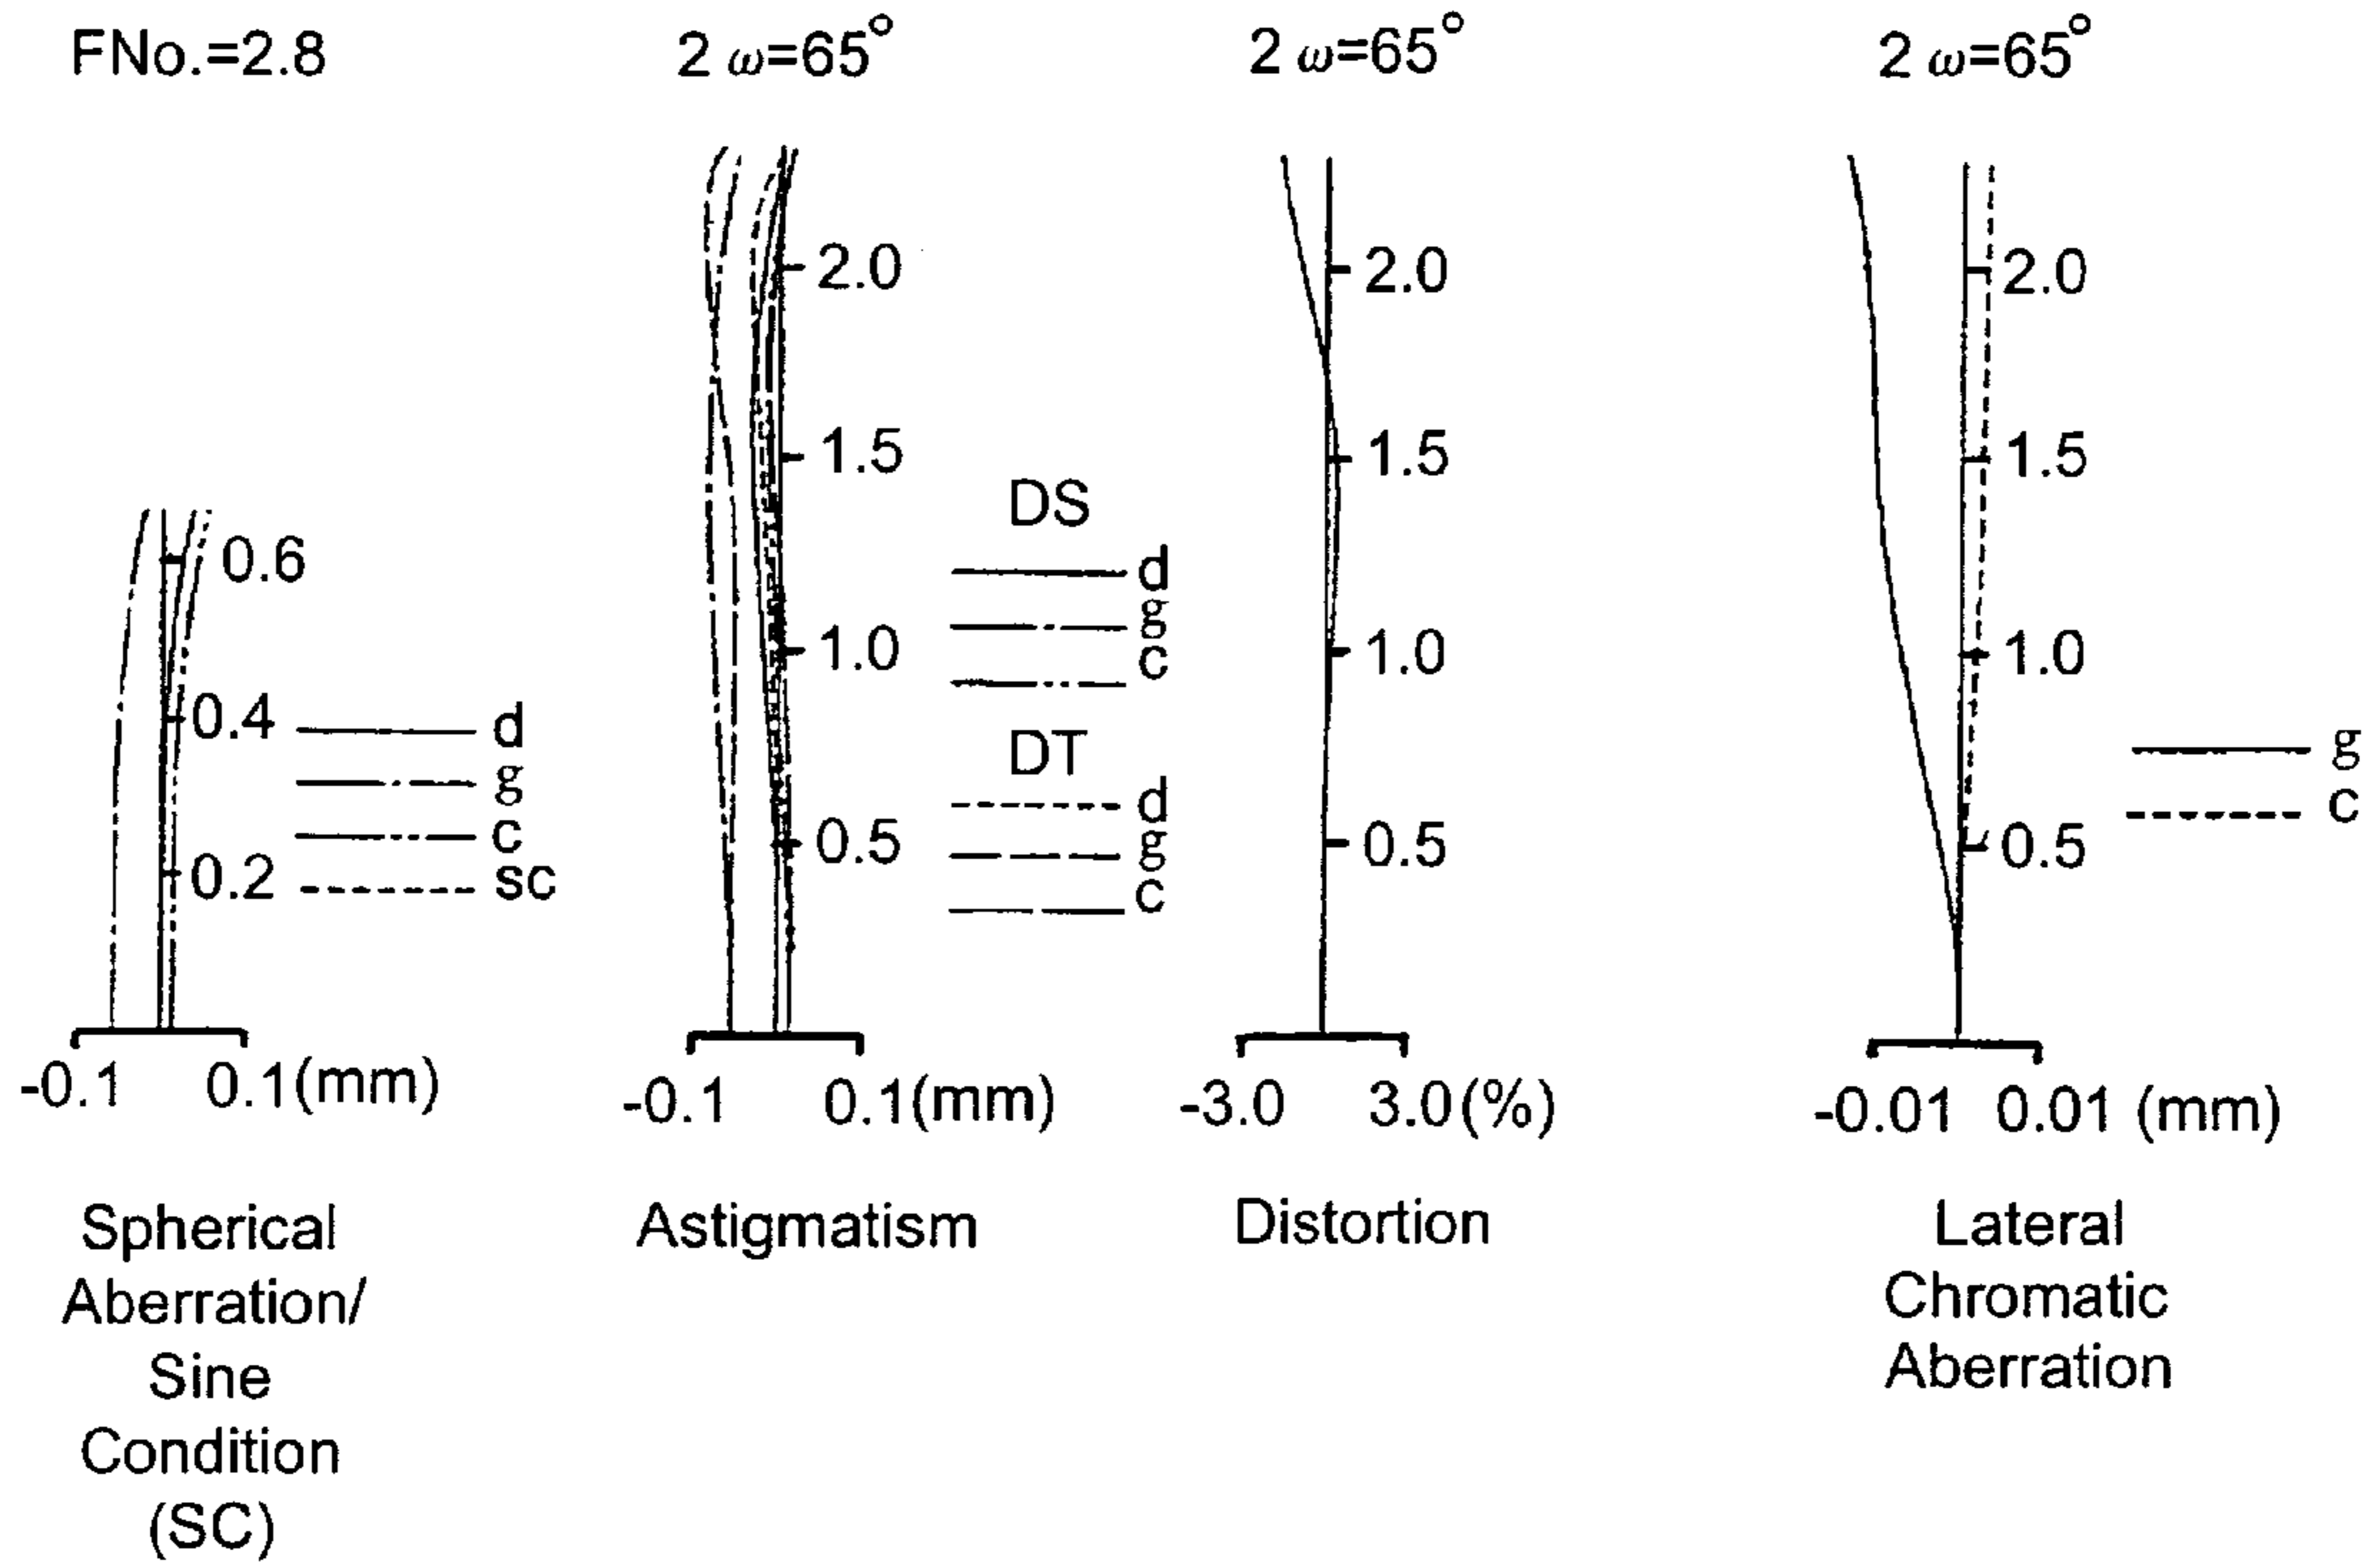 FNo.=2.8
0.6
0.4
0.2
d
g
c
sc
-0.1
0.1(mm)
Spherical
Aberration/
Sine
Condition
(SC)
2 ω=65°
2.0
1.5
1.0
0.5
DS
d
g
c
DT
d
g
c
-0.1
0.1(mm)
Astigmatism
2 ω=65°
2.0
1.5
1.0
0.5
-3.0
3.0(%)
Distortion
2 ω=65°
2.0
1.5
1.0
0.5
g
c
-0.01
0.01 (mm)
Lateral
Chromatic
Aberration